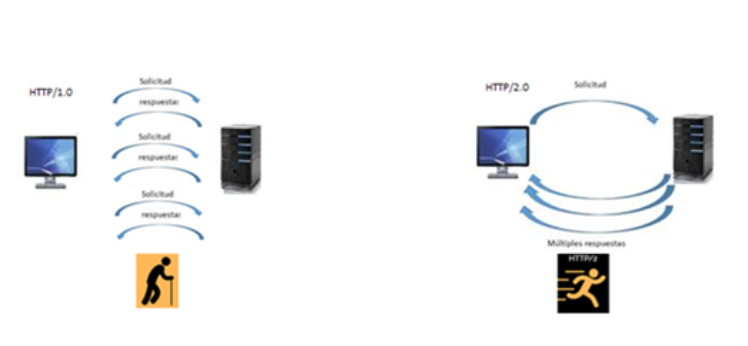 HTTP/1.0
Solicitud
respuestas
Solicitud
respuestas
Solicitud
respuestas
HTTP/2.0
Solicitud
Múltiples respuestas
HTTP/2